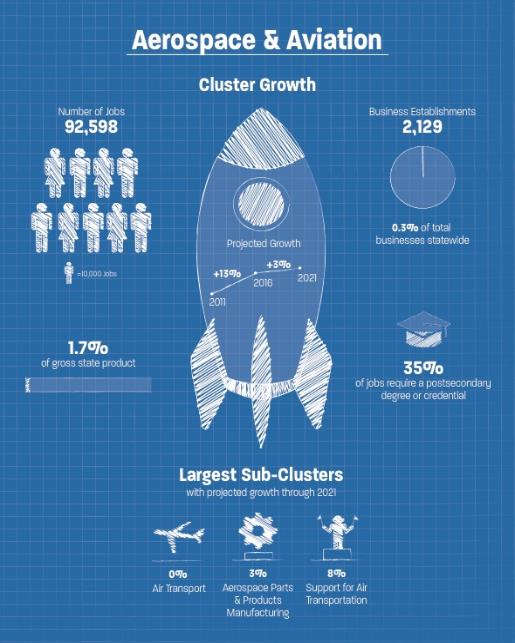 Aerospace & Aviation
Cluster Growth
Number of Jobs
92,598
=10,000 Jobs
Business Establishments
2,129
0.3% of total
businesses statewide
Projected Growth
+13%
+3%
2011
2016
2021
1.7%
of gross state product
35%
of jobs require a postsecondary
degree or credential
Largest Sub-Clusters
with projected growth through 2021
0%
Air Transport
3%
Aerospace Parts
& Products
Manufacturing
8%
Support for Air
Transportation